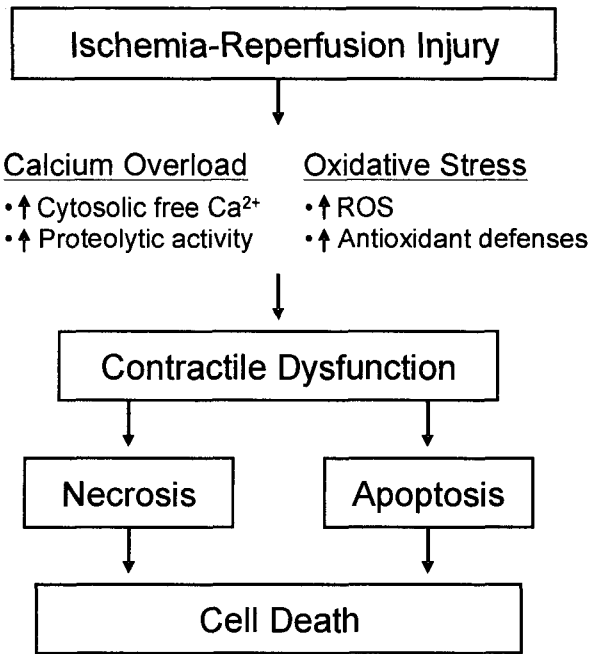 Ischemia-Reperfusion Injury
Calcium Overload
• ↑ Cytosolic free Ca²⁺
• ↑ Proteolytic activity
Oxidative Stress
• ↑ ROS
• ↑ Antioxidant defenses
Contractile Dysfunction
Necrosis
Apoptosis
Cell Death